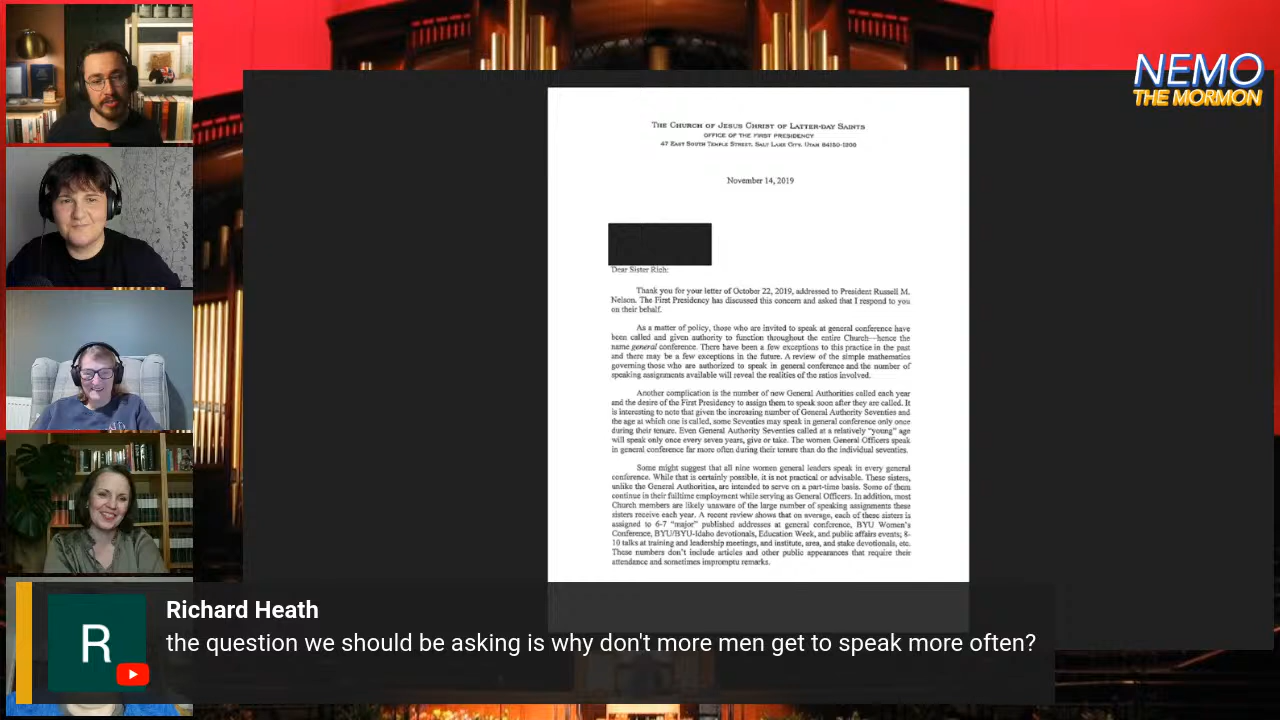 NEMO
THE MORMON
THE CHURCH OF JESUS CHRIST OF LATTER-DAY SAINTS
OFFICE OF THE FIRST PRESIDENCY
47 EAST SOUTH TEMPLE STREET, SALT LAKE CITY, UTAH 84150-1200
November 14, 2019
Dear Sister Rich:
Thank you for your letter of October 22, 2019, addressed to President Russell M.
Nelson. The First Presidency has discussed this concern and asked that I respond to you
on their behalf.
As a matter of policy, those who are invited to speak at general conference have
been called and given authority to function throughout the entire Church—hence the
name general conference. There have been a few exceptions to this practice in the past
and there may be a few exceptions in the future. A review of the simple mathematics
governing those who are authorized to speak in general conference and the number of
speaking assignments available will reveal the realities of the ratios involved.
Another complication is the number of new General Authorities called each year
and the desire of the First Presidency to assign them to speak soon after they are called. It
is interesting to note that given the increasing number of General Authority Seventies and
the age at which one is called, some Seventies may speak in general conference only once
during their tenure. Even General Authority Seventies called at a relatively "young" age
will speak only once every seven years, give or take. The women General Officers speak
in general conference far more often during their tenure than do the individual seventies.
Some might suggest that all nine women general leaders speak in every general
conference. While that is certainly possible, it is not practical or advisable. These sisters,
unlike the General Authorities, are intended to serve on a part-time basis. Some of them
continue in their fulltime employment while serving as General Officers. In addition, most
Church members are likely unaware of the large number of speaking assignments these
sisters receive each year. A recent review shows that on average, each of these sisters is
assigned to 6-7 "major" published addresses at general conference, BYU Women's
Conference, BYU/BYU-Idaho devotionals, Education Week, and public affairs events; 8-
10 talks at training and leadership meetings, and institute, area, and stake devotionals, etc.
These numbers don't include articles and other public appearances that require their
attendance and sometimes impromptu remarks.
R
Richard Heath
the question we should be asking is why don't more men get to speak more often?